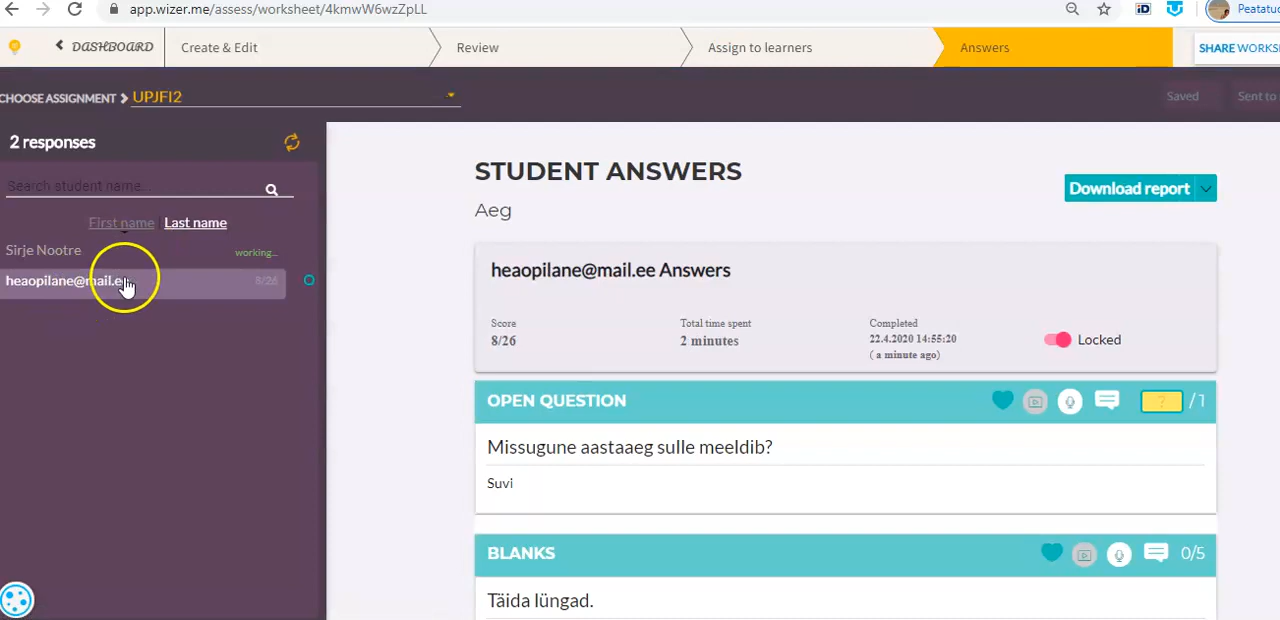 app.wizer.me/assess/worksheet/4kmwW6wzZpLL
iD
DASHBOARD
Create & Edit
Review
Assign to learners
Answers
SHARE
CHOOSE ASSIGNMENT
UPJFI2
Saved
Sent to
2 responses
Search student name...
First name
Last name
Sirje Nootre
working...
heaopilane@mail.e
8/26
STUDENT ANSWERS
Aeg
Download report
heaopilane@mail.ee Answers
Score
Total time spent
Completed
8/26
2 minutes
22.4.2020 14:55:20
( a minute ago)
Locked
OPEN QUESTION
? / 1
Missugune aastaaeg sulle meeldib?
Suvi
BLANKS
0/5
Täida lüngad.